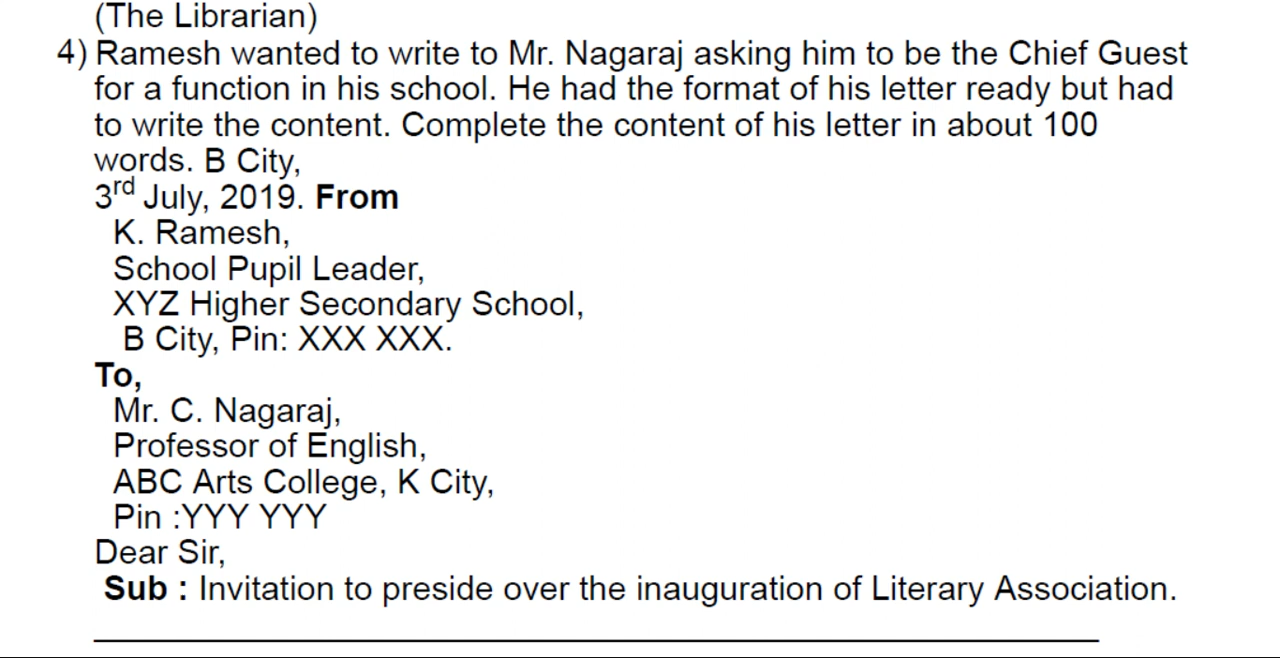 (The Librarian)
4) Ramesh wanted to write to Mr. Nagaraj asking him to be the Chief Guest
for a function in his school. He had the format of his letter ready but had
to write the content. Complete the content of his letter in about 100
words. B City,
3rd July, 2019. From
K. Ramesh,
School Pupil Leader,
XYZ Higher Secondary School,
B City, Pin: XXX XXX.
To,
Mr. C. Nagaraj,
Professor of English,
ABC Arts College, K City,
Pin :YYY YYY
Dear Sir,
Sub : Invitation to preside over the inauguration of Literary Association.